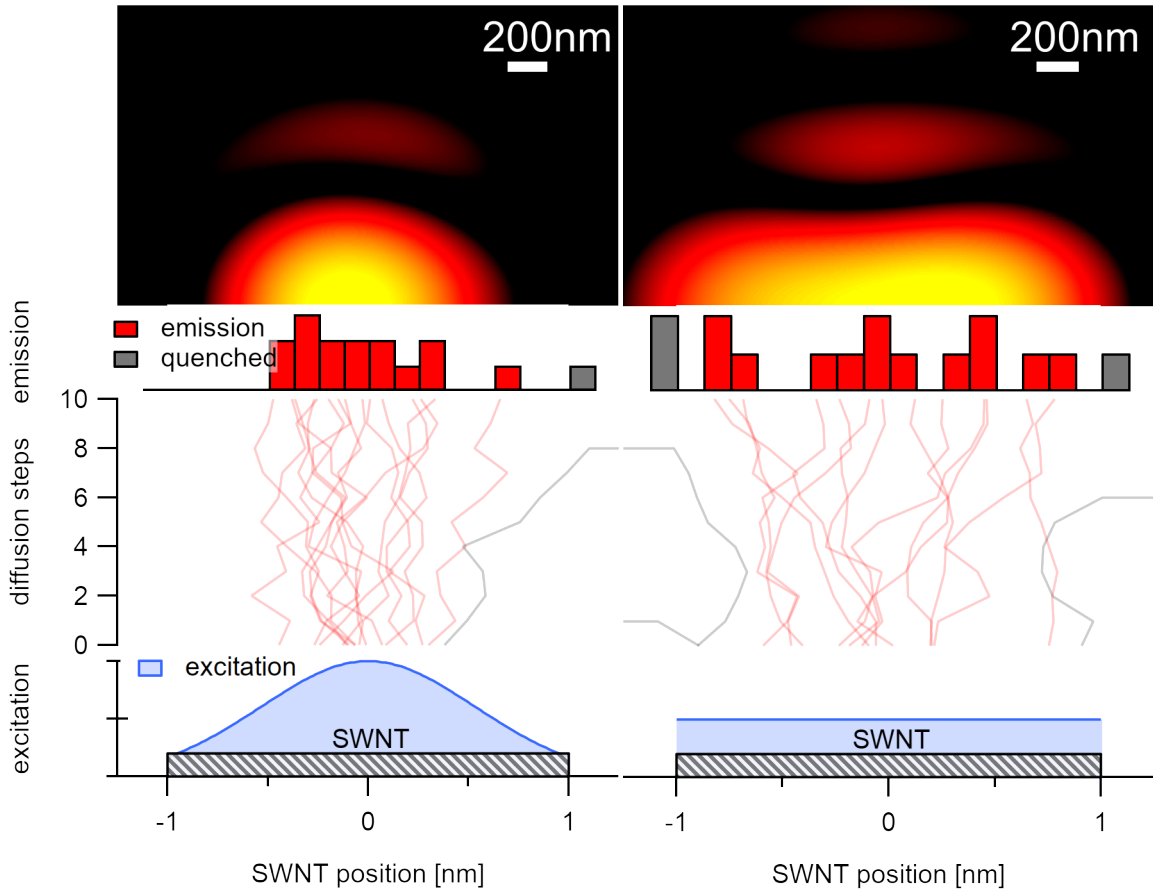 200nm
200nm
emission
emission
quenched
diffusion steps
10
8
6
4
2
0
excitation
excitation
SWNT
SWNT
-1
0
1
-1
0
1
SWNT position [nm]
SWNT position [nm]